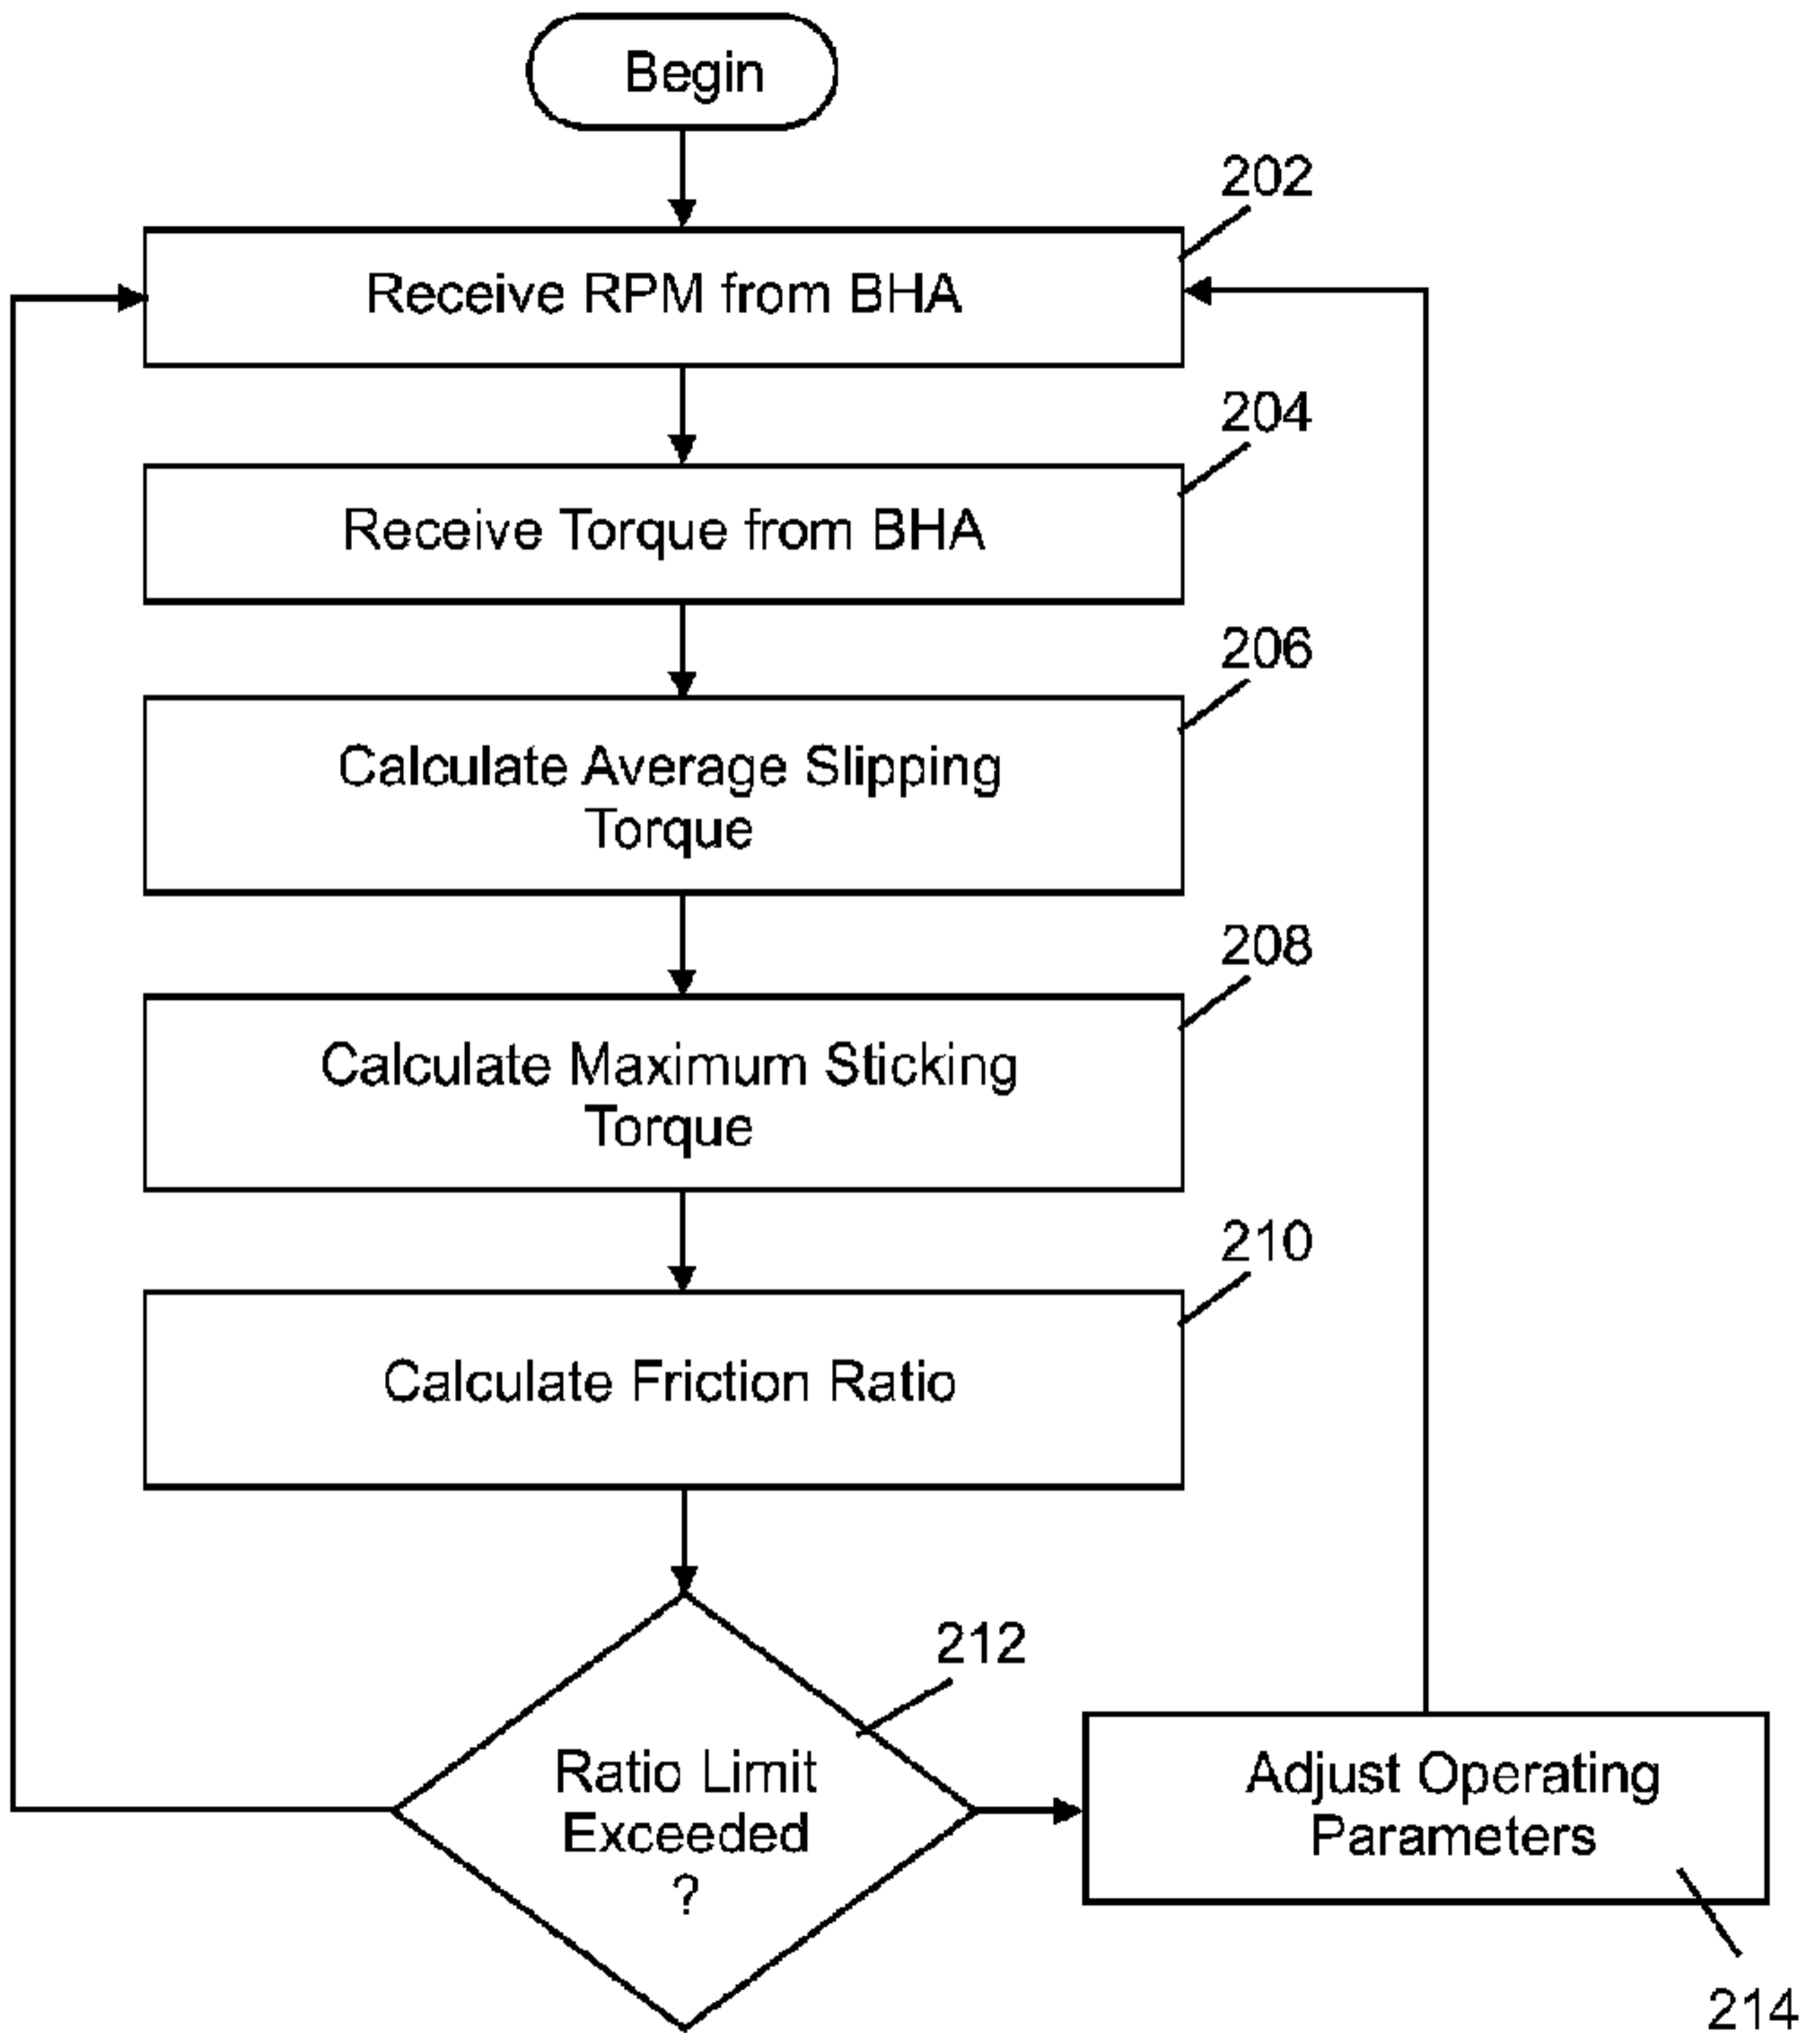 Begin
202
Receive RPM from BHA
204
Receive Torque from BHA
206
Calculate Average Slipping
Torque
208
Calculate Maximum Sticking
Torque
210
Calculate Friction Ratio
212
Ratio Limit
Exceeded
?
Adjust Operating
Parameters
214